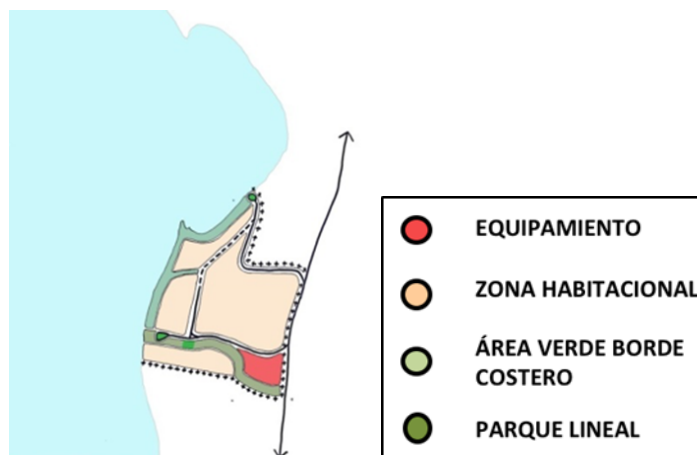 EQUIPAMIENTO
ZONA HABITACIONAL
ÁREA VERDE BORDE
COSTERO
PARQUE LINEAL